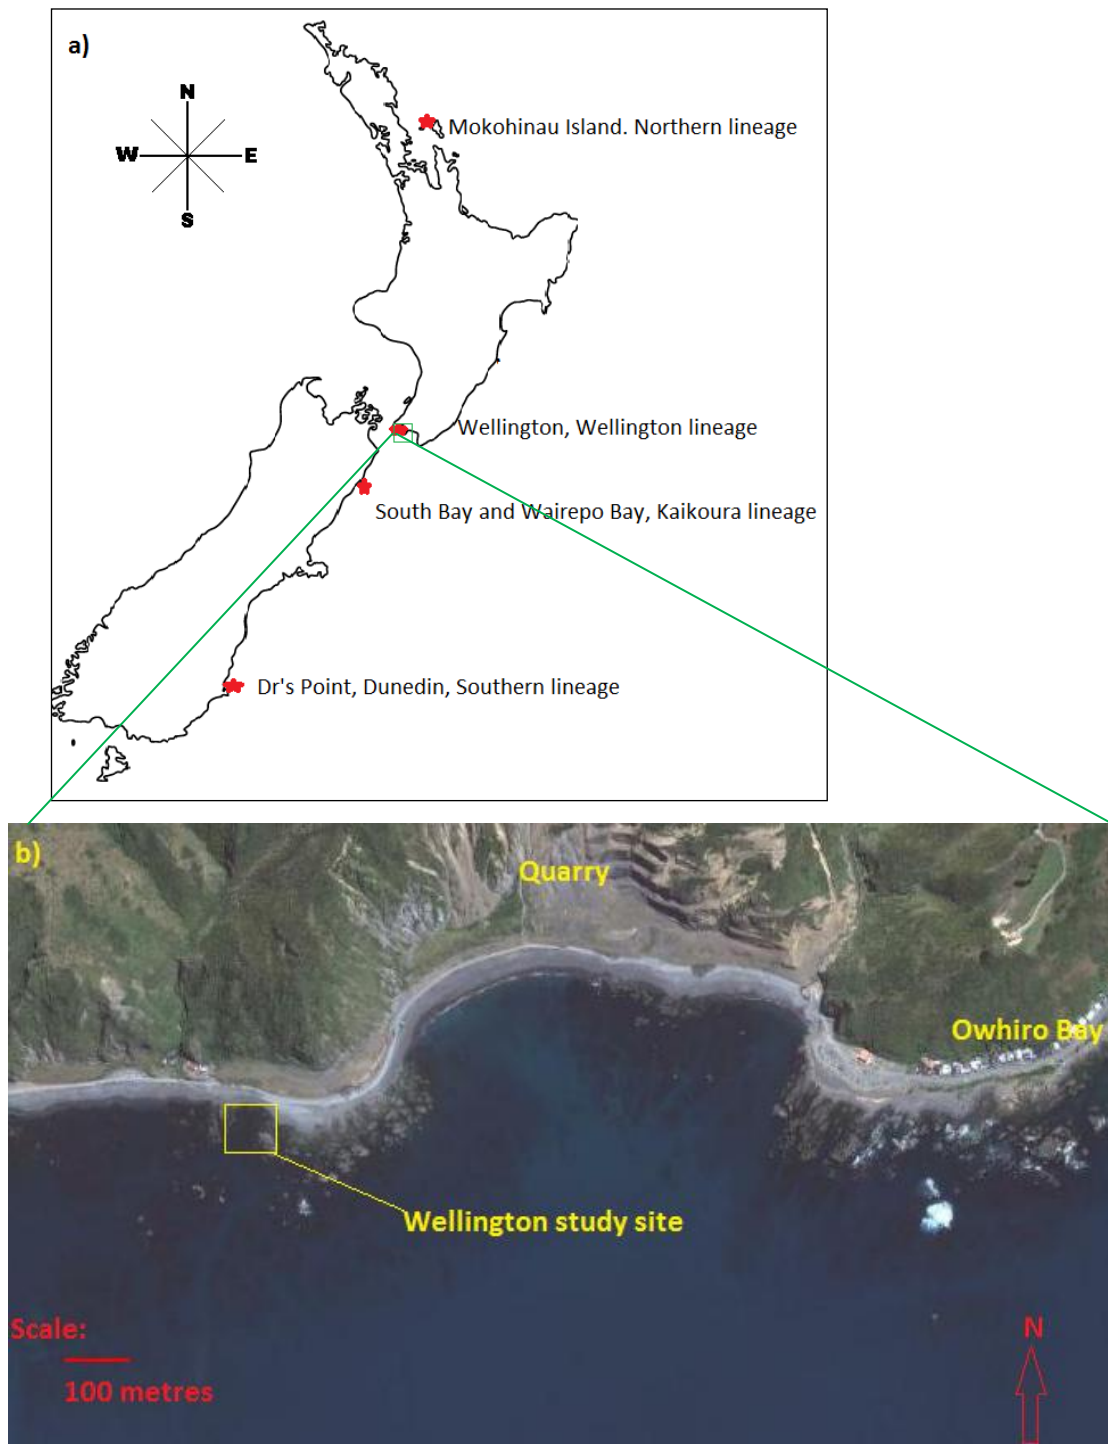 a)
N
W
E
S
Mokohinau Island. Northern lineage
Wellington, Wellington lineage
South Bay and Wairepo Bay, Kaikoura lineage
Dr's Point, Dunedin, Southern lineage
b)
Quarry
Owhiro Bay
Wellington study site
Scale:
100 metres
N